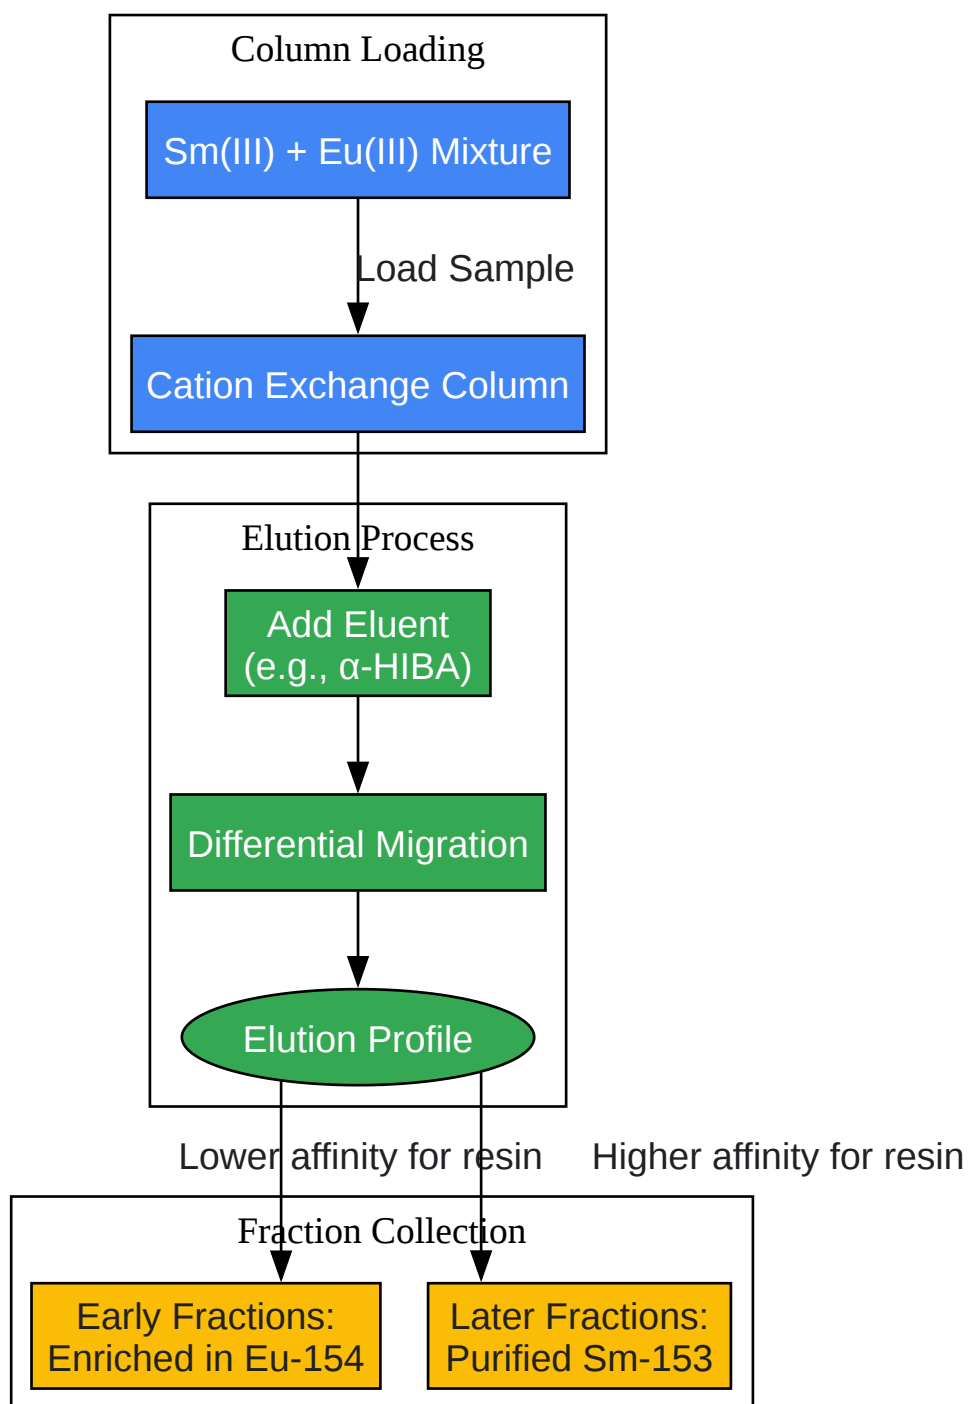 Column Loading
Sm(III) + Eu(III) Mixture
Load Sample
Cation Exchange Column
Elution Process
Add Eluent
(e.g., α-HIBA)
Differential Migration
Elution Profile
Lower affinity for resin
Higher affinity for resin
Fraction Collection
Early Fractions:
Enriched in Eu-154
Later Fractions:
Purified Sm-153